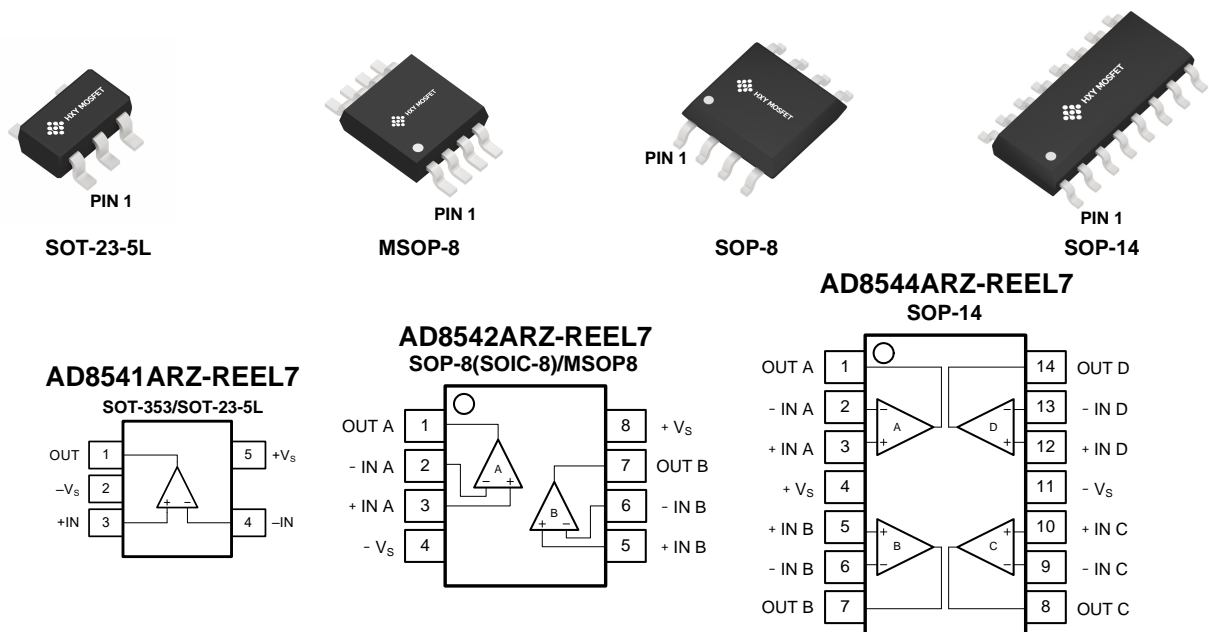 HXY MOSFET
HXY MOSFET
HXY MOSFET
HXY MOSFET
PIN 1
PIN 1
PIN 1
PIN 1
SOT-23-5L
MSOP-8
SOP-8
SOP-14
AD8541ARZ-REEL7
SOT-353/SOT-23-5L
OUT 1
–Vs 2
+IN 3
5 +Vs
4 –IN
+ −
AD8542ARZ-REEL7
SOP-8(SOIC-8)/MSOP8
OUT A 1
- IN A 2
+ IN A 3
- Vs 4
8 + Vs
7 OUT B
6 - IN B
5 + IN B
A
− +
B
+ −
AD8544ARZ-REEL7
SOP-14
OUT A 1
- IN A 2
+ IN A 3
+ Vs 4
+ IN B 5
- IN B 6
OUT B 7
14 OUT D
13 - IN D
12 + IN D
11 - Vs
10 + IN C
9 - IN C
8 OUT C
− A +
− D +
+ B −
+ C −